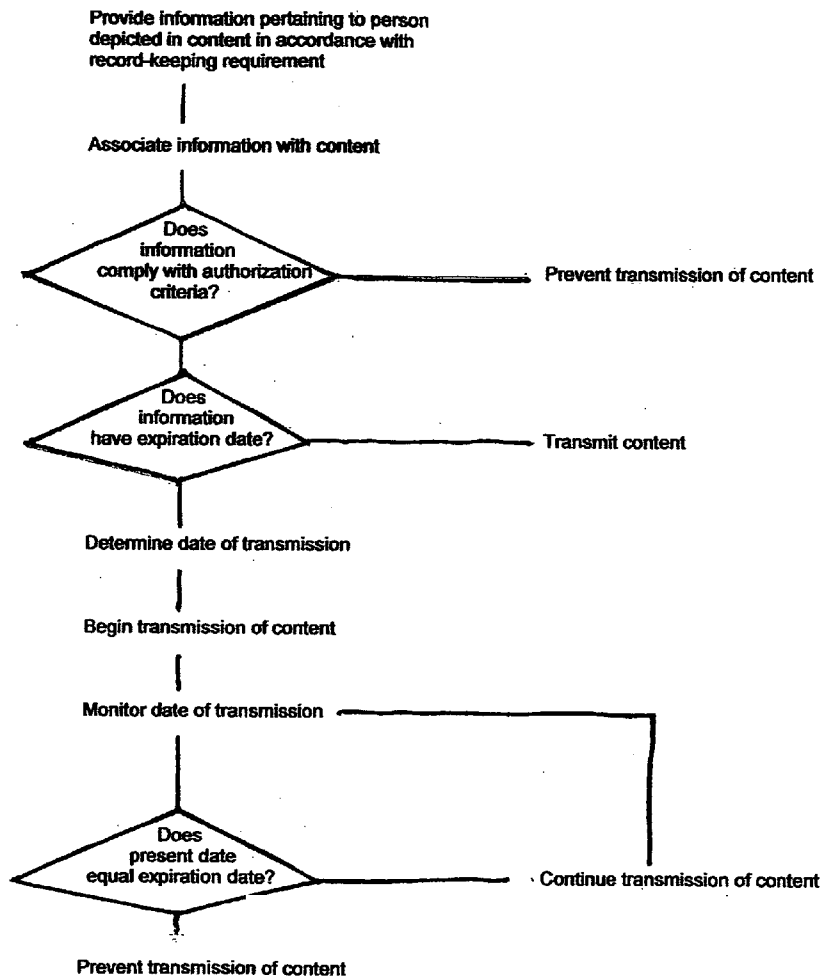 Provide information pertaining to person
depicted in content in accordance with
record-keeping requirement
Associate information with content
Does
information
comply with authorization
criteria?
Prevent transmission of content
Does
information
have expiration date?
Transmit content
Determine date of transmission
Begin transmission of content
Monitor date of transmission
Does
present date
equal expiration date?
Continue transmission of content
Prevent transmission of content